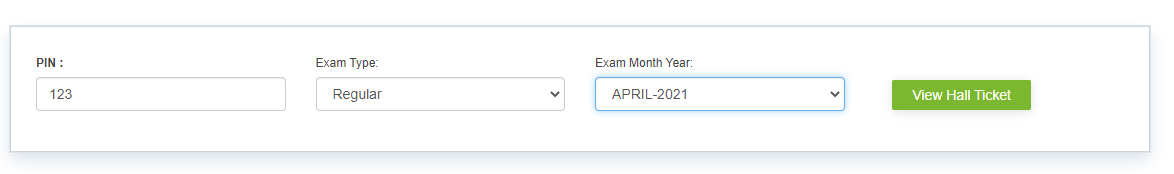 PIN :
Exam Type:
Exam Month Year:
123
Regular
APRIL-2021
View Hall Ticket